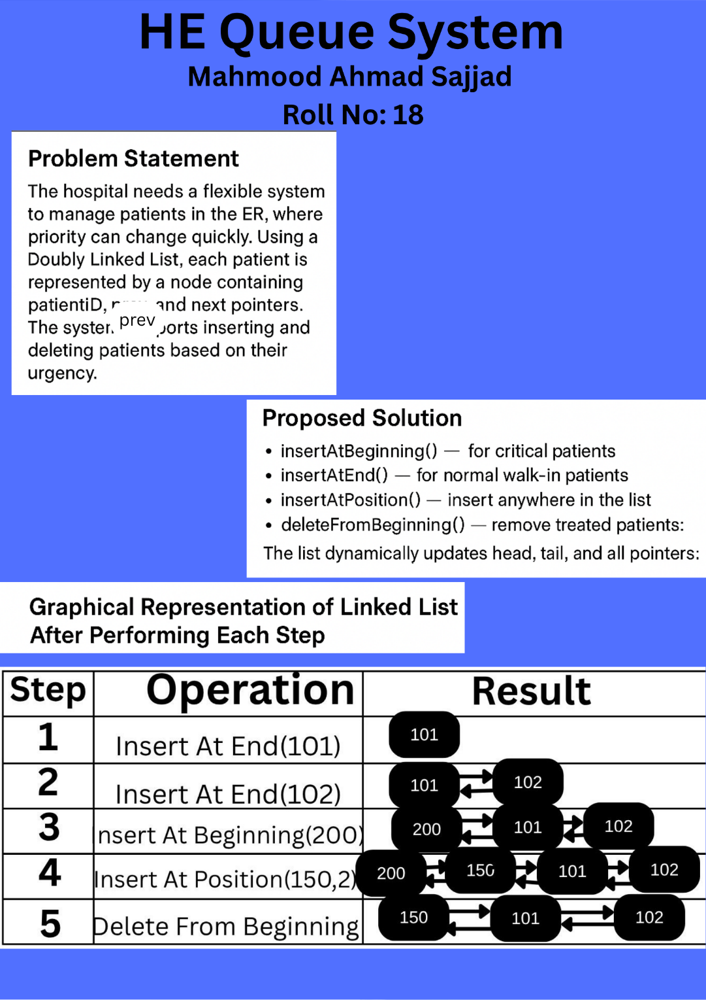 HE Queue System
Mahmood Ahmad Sajjad
Roll No: 18
Problem Statement
The hospital needs a flexible system
to manage patients in the ER, where
priority can change quickly. Using a
Doubly Linked List, each patient is
represented by a node containing
patientiD, and next pointers.
prev
The system ports inserting and
deleting patients based on their
urgency.
Proposed Solution
• insertAtBeginning() — for critical patients
• insertAtEnd() — for normal walk-in patients
• insertAtPosition() — insert anywhere in the list
• deleteFromBeginning() — remove treated patients:
The list dynamically updates head, tail, and all pointers:
Graphical Representation of Linked List
After Performing Each Step
Step Operation Result
1 Insert At End(101) 101
2 Insert At End(102) 101 102
3 Insert At Beginning(200) 200 101 102
4 Insert At Position(150,2) 200 150 101 102
5 Delete From Beginning 150 101 102